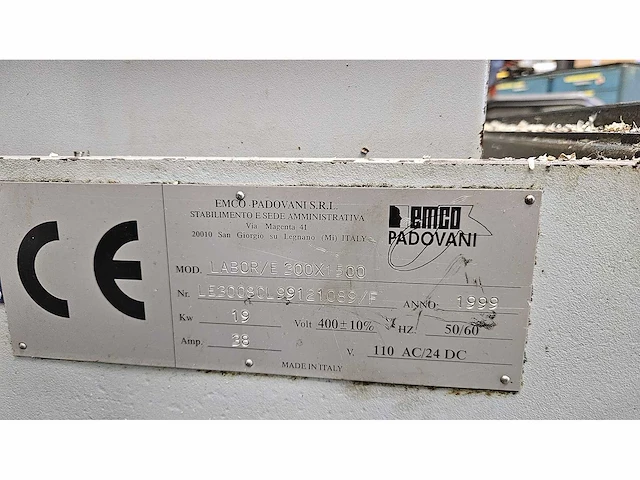 CE
EMCO-PADOVANI S.R.L.
STABILIMENTO E SEDE AMMINISTRATIVA
Via Magenta 41
20010 San Giorgio su Legnano (Mi) ITALY
emco
PADOVANI
MOD. LABOR/E 300X1500
Nr. LE30080L99121089/F ANNO: 1999
Kw 19 Volt 400±10% HZ 50/60
Amp. 38 V. 110 AC/24 DC
MADE IN ITALY